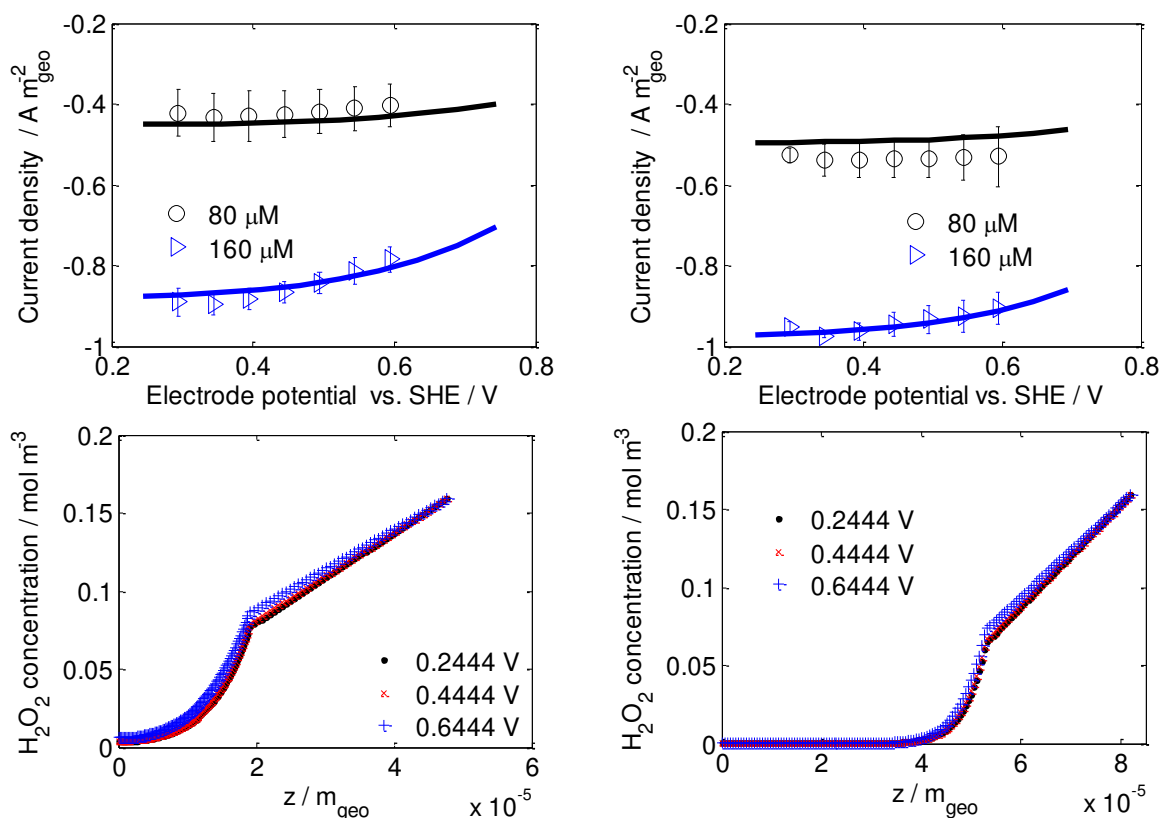 Current density / A m⁻²geo
-0.2
-0.4
-0.6
-0.8
-1
80 μM
160 μM
0.2 0.4 0.6 0.8
Electrode potential vs. SHE / V
Current density / A m⁻²geo
-0.2
-0.4
-0.6
-0.8
-1
80 μM
160 μM
0.2 0.4 0.6 0.8
Electrode potential vs. SHE / V
H₂O₂ concentration / mol m⁻³
0.2
0.15
0.1
0.05
0
0.2444 V
0.4444 V
0.6444 V
0 2 4 6
z / mgeo
x 10⁻⁵
H₂O₂ concentration / mol m⁻³
0.2
0.15
0.1
0.05
0
0.2444 V
0.4444 V
0.6444 V
0 2 4 6 8
z / mgeo
x 10⁻⁵